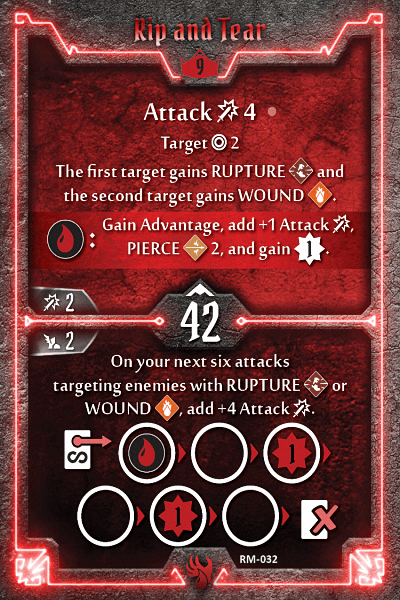 Rip and Tear
9
Attack 4
Target 2
The first target gains RUPTURE and
the second target gains WOUND .
: Gain Advantage, add +1 Attack ,
PIERCE 2, and gain 1 .
2
42
2
On your next six attacks
targeting enemies with RUPTURE or
WOUND , add +4 Attack .
S 1
1
RM-032